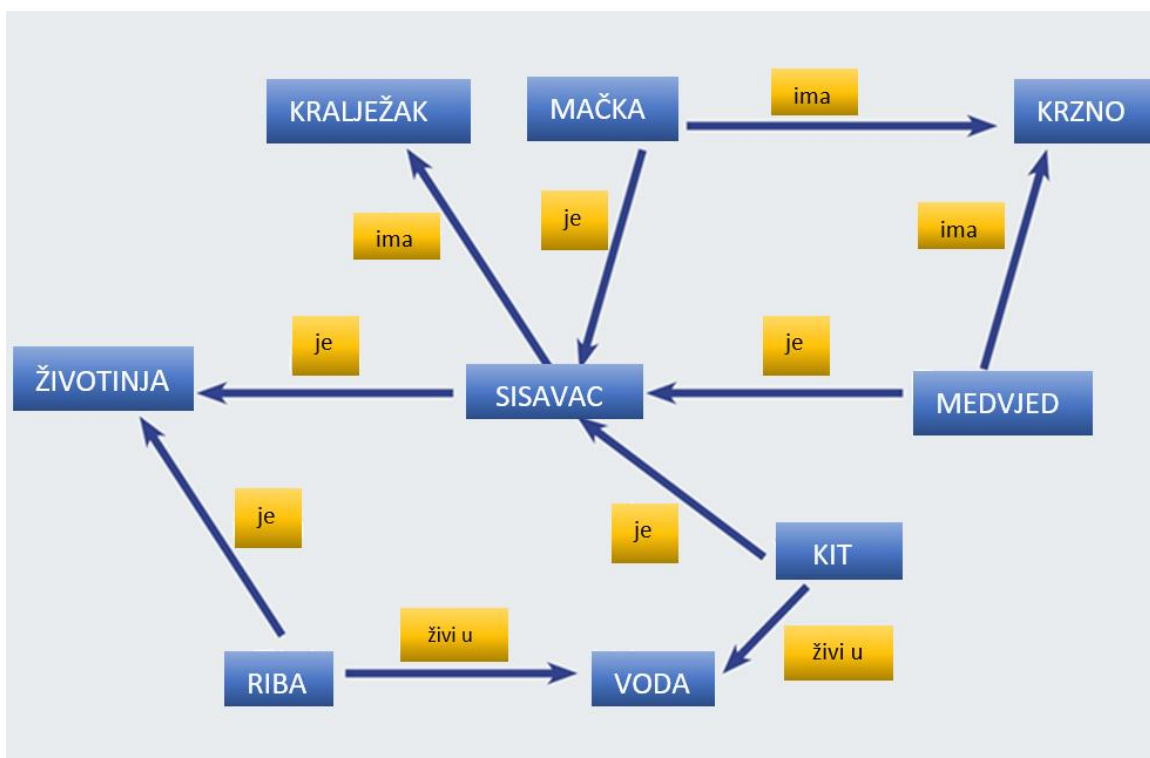 KRALJEŽAK
MAČKA
ima
KRZNO
je
ima
ima
je
je
ŽIVOTINJA
SISAVAC
MEDVJED
je
je
KIT
živi u
živi u
RIBA
VODA